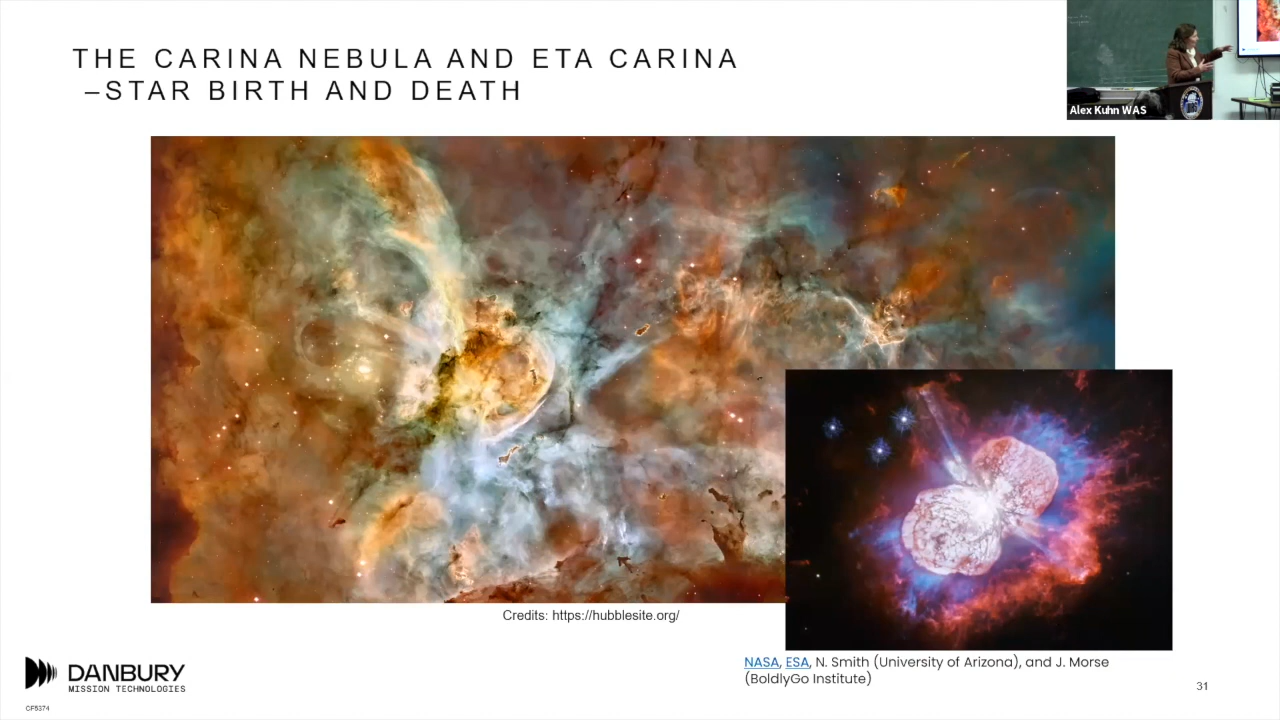 THE CARINA NEBULA AND ETA CARINA
–STAR BIRTH AND DEATH
Alex Kuhn WAS
Credits: https://hubblesite.org/
NASA, ESA, N. Smith (University of Arizona), and J. Morse
(BoldlyGo Institute)
DANBURY
MISSION TECHNOLOGIES
CF5374
31